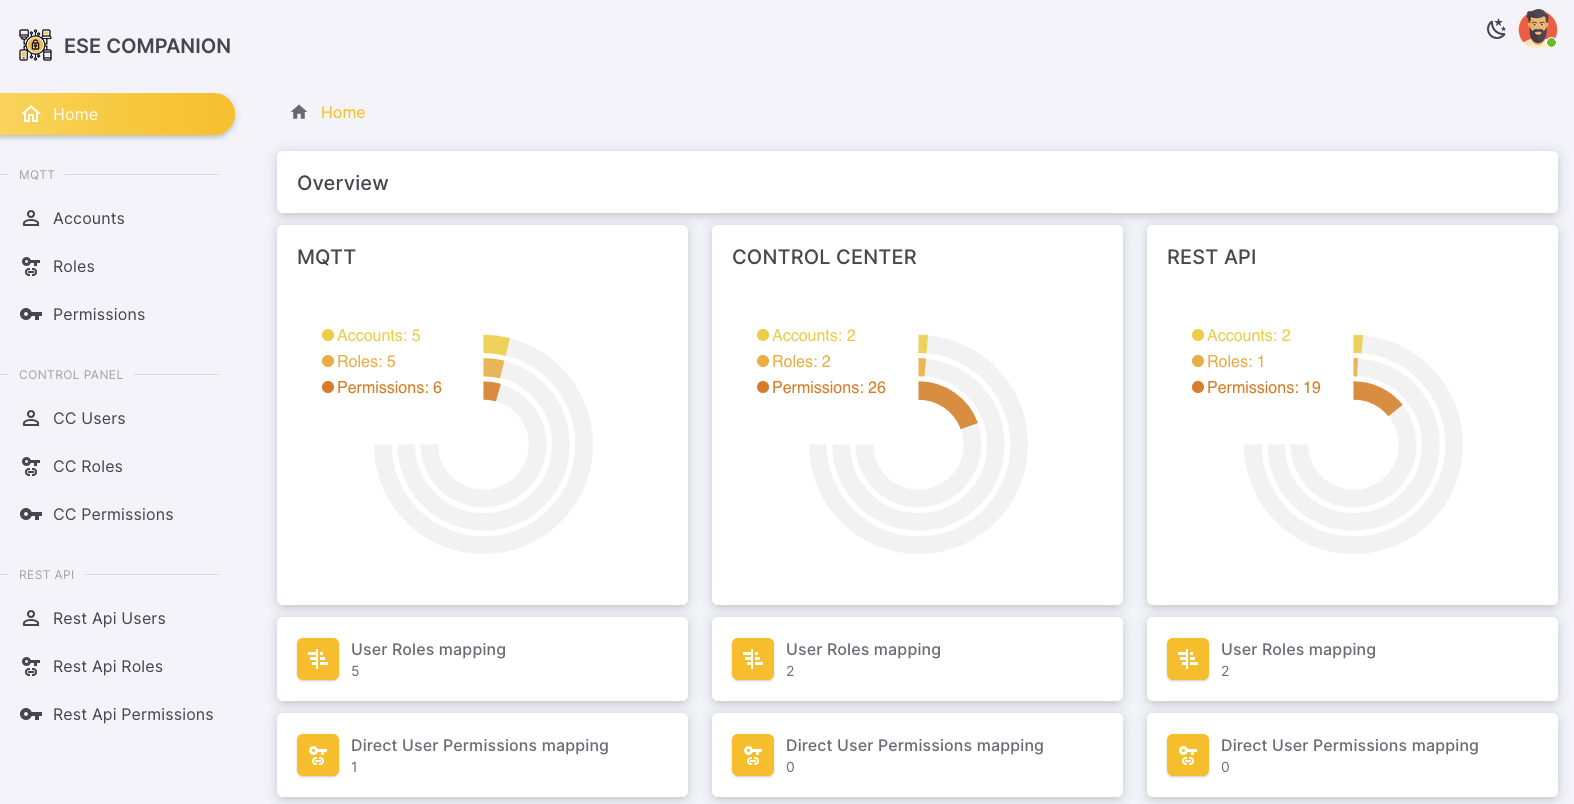 ESE COMPANION
Home
MQTT
Accounts
Roles
Permissions
CONTROL PANEL
CC Users
CC Roles
CC Permissions
REST API
Rest Api Users
Rest Api Roles
Rest Api Permissions
Home
Overview
MQTT
Accounts: 5
Roles: 5
Permissions: 6
User Roles mapping
5
Direct User Permissions mapping
1
CONTROL CENTER
Accounts: 2
Roles: 2
Permissions: 26
User Roles mapping
2
Direct User Permissions mapping
0
REST API
Accounts: 2
Roles: 1
Permissions: 19
User Roles mapping
2
Direct User Permissions mapping
0